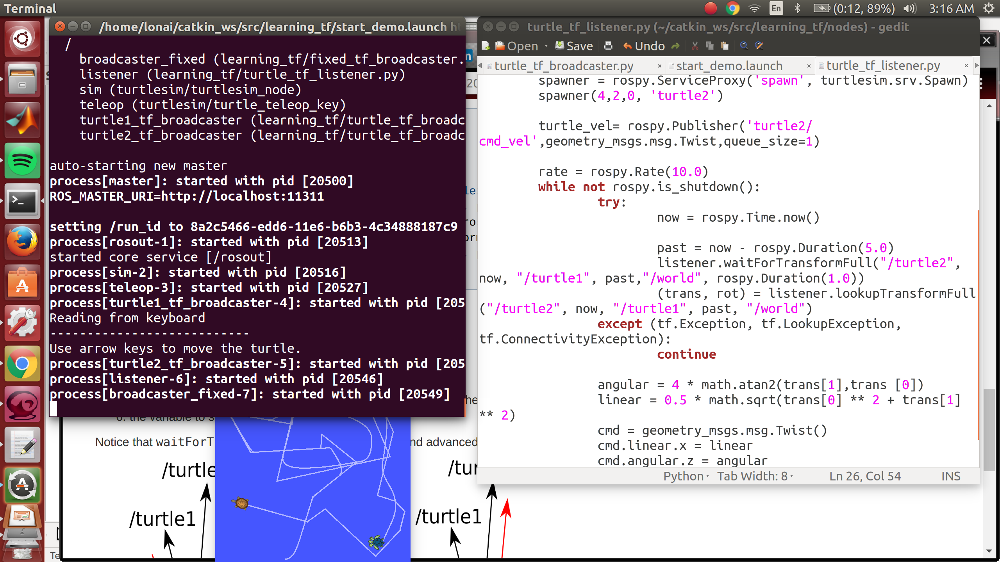 Terminal
En
(0:12, 89%)
3:16 AM
/home/lonai/catkin_ws/src/learning_tf/start_demo.launch
/
broadcaster_fixed (learning_tf/fixed_tf_broadcaster.
listener (learning_tf/turtle_tf_listener.py)
sim (turtlesim/turtlesim_node)
teleop (turtlesim/turtle_teleop_key)
turtle1_tf_broadcaster (learning_tf/turtle_tf_broadc
turtle2_tf_broadcaster (learning_tf/turtle_tf_broadc
auto-starting new master
process[master]: started with pid [20500]
ROS_MASTER_URI=http://localhost:11311
setting /run_id to 8a2c5466-edd6-11e6-b6b3-4c34888187c9
process[rosout-1]: started with pid [20513]
started core service [/rosout]
process[sim-2]: started with pid [20516]
process[teleop-3]: started with pid [20527]
process[turtle1_tf_broadcaster-4]: started with pid [205
Reading from keyboard
---------------------------
Use arrow keys to move the turtle.
process[turtle2_tf_broadcaster-5]: started with pid [205
process[listener-6]: started with pid [20546]
process[broadcaster_fixed-7]: started with pid [20549]
turtle_tf_listener.py (~/catkin_ws/src/learning_tf/nodes) - gedit
Open Save Undo
turtle_tf_broadcaster.py start_demo.launch turtle_tf_listener.py
spawner = rospy.ServiceProxy('spawn', turtlesim.srv.Spawn)
spawner(4,2,0, 'turtle2')
turtle_vel= rospy.Publisher('turtle2/
cmd_vel',geometry_msgs.msg.Twist,queue_size=1)
rate = rospy.Rate(10.0)
while not rospy.is_shutdown():
try:
now = rospy.Time.now()
past = now - rospy.Duration(5.0)
listener.waitForTransformFull("/turtle2",
now, "/turtle1", past,"/world", rospy.Duration(1.0))
(trans, rot) = listener.lookupTransformFull
("/turtle2", now, "/turtle1", past, "/world")
except (tf.Exception, tf.LookupException,
tf.ConnectivityException):
continue
angular = 4 * math.atan2(trans[1],trans [0])
linear = 0.5 * math.sqrt(trans[0] ** 2 + trans[1]
** 2)
cmd = geometry_msgs.msg.Twist()
cmd.linear.x = linear
cmd.angular.z = angular
Python Tab Width: 8 Ln 26, Col 54 INS
6. the variable to s
Notice that waitForT nd advanced
/turtle /tur
/turtle1 /turtle1